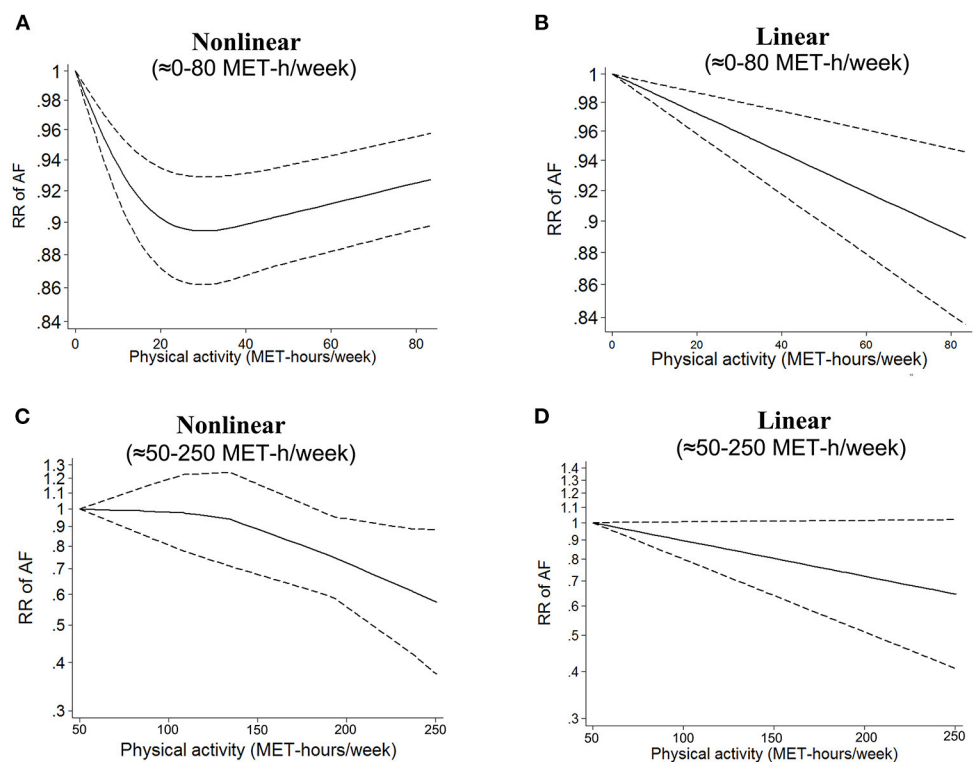 A
Nonlinear
(≈0-80 MET-h/week)
1
.98
.96
.94
.92
.9
.88
.86
.84
RR of AF
0 20 40 60 80
Physical activity (MET-hours/week)
B
Linear
(≈0-80 MET-h/week)
1
.98
.96
.94
.92
.9
.88
.86
.84
RR of AF
0 20 40 60 80
Physical activity (MET-hours/week)
C
Nonlinear
(≈50-250 MET-h/week)
1.3
1.2
1.1
1
.9
.8
.7
.6
.5
.4
.3
RR of AF
50 100 150 200 250
Physical activity (MET-hours/week)
D
Linear
(≈50-250 MET-h/week)
1.4
1.3
1.2
1.1
1
.9
.8
.7
.6
.5
.4
.3
RR of AF
50 100 150 200 250
Physical activity (MET-hours/week)